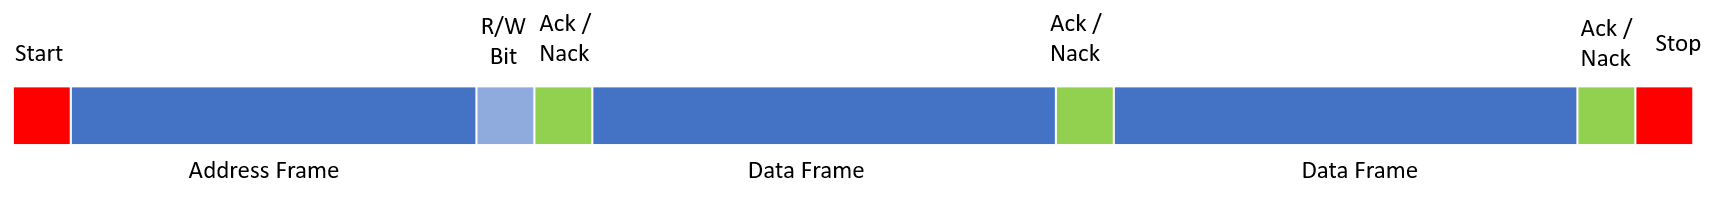 Start
R/W
Bit
Ack /
Nack
Ack /
Nack
Ack /
Nack
Stop
Address Frame
Data Frame
Data Frame